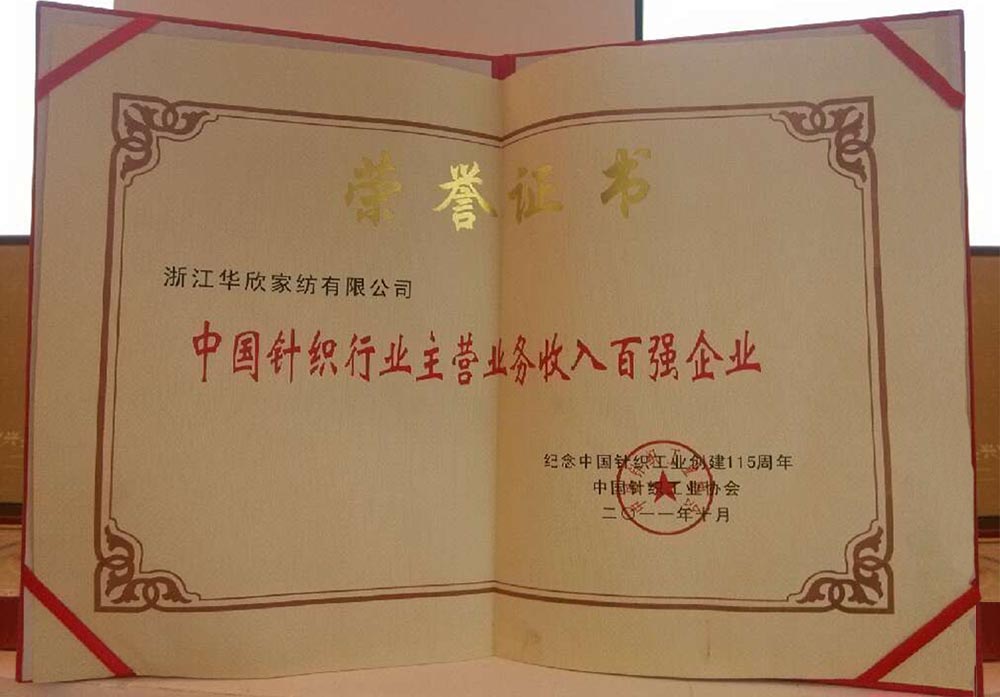 荣誉证书
浙江华欣家纺有限公司
中国针织行业主营业务收入百强企业
纪念中国针织工业创建115周年
中国针织工业协会
二〇一一年十月